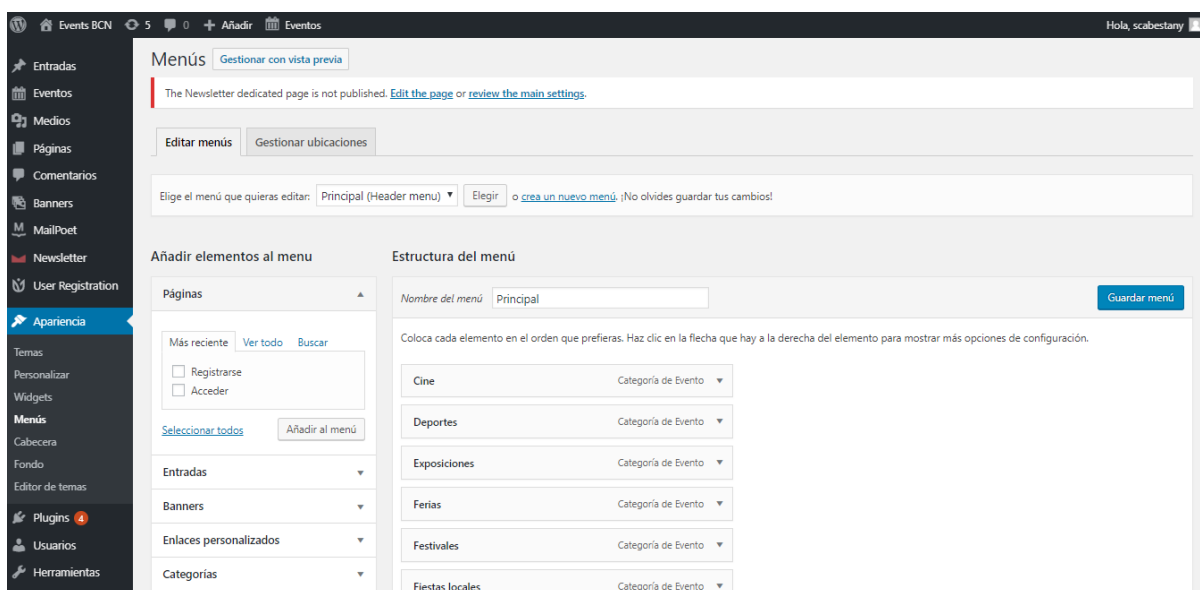 Events BCN 5 0 Añadir Eventos Hola, scabestany
Entradas
Eventos
Medios
Páginas
Comentarios
Banners
MailPoet
Newsletter
User Registration
Apariencia
Temas
Personalizar
Widgets
Menús
Cabecera
Fondo
Editor de temas
Plugins 4
Usuarios
Herramientas
Menús Gestionar con vista previa
The Newsletter dedicated page is not published. Edit the page or review the main settings.
Editar menús Gestionar ubicaciones
Elige el menú que quieras editar: Principal (Header menu) Elegir o crea un nuevo menú. ¡No olvides guardar tus cambios!
Añadir elementos al menu
Páginas
Más reciente Ver todo Buscar
Registrarse
Acceder
Seleccionar todos Añadir al menú
Entradas
Banners
Enlaces personalizados
Categorías
Estructura del menú
Nombre del menú Principal Guardar menú
Coloca cada elemento en el orden que prefieras. Haz clic en la flecha que hay a la derecha del elemento para mostrar más opciones de configuración.
Cine Categoría de Evento
Deportes Categoría de Evento
Exposiciones Categoría de Evento
Ferias Categoría de Evento
Festivales Categoría de Evento
Fiestas locales Categoría de Evento